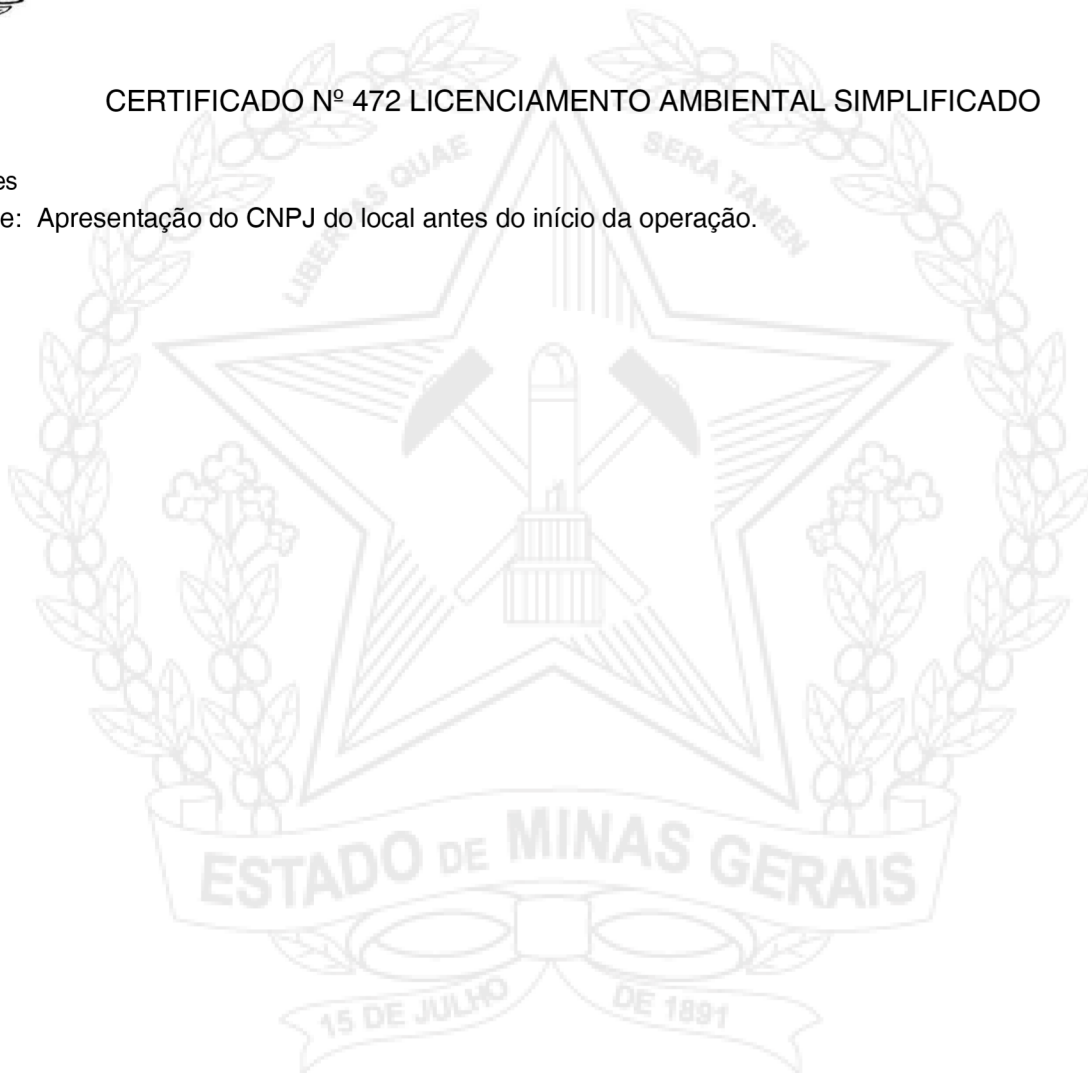 CERTIFICADO Nº 472 LICENCIAMENTO AMBIENTAL SIMPLIFICADO
es
e: Apresentação do CNPJ do local antes do início da operação.
LIBERTAS QUAE SERA TAMEN
ESTADO DE MINAS GERAIS
15 DE JULHO DE 1891